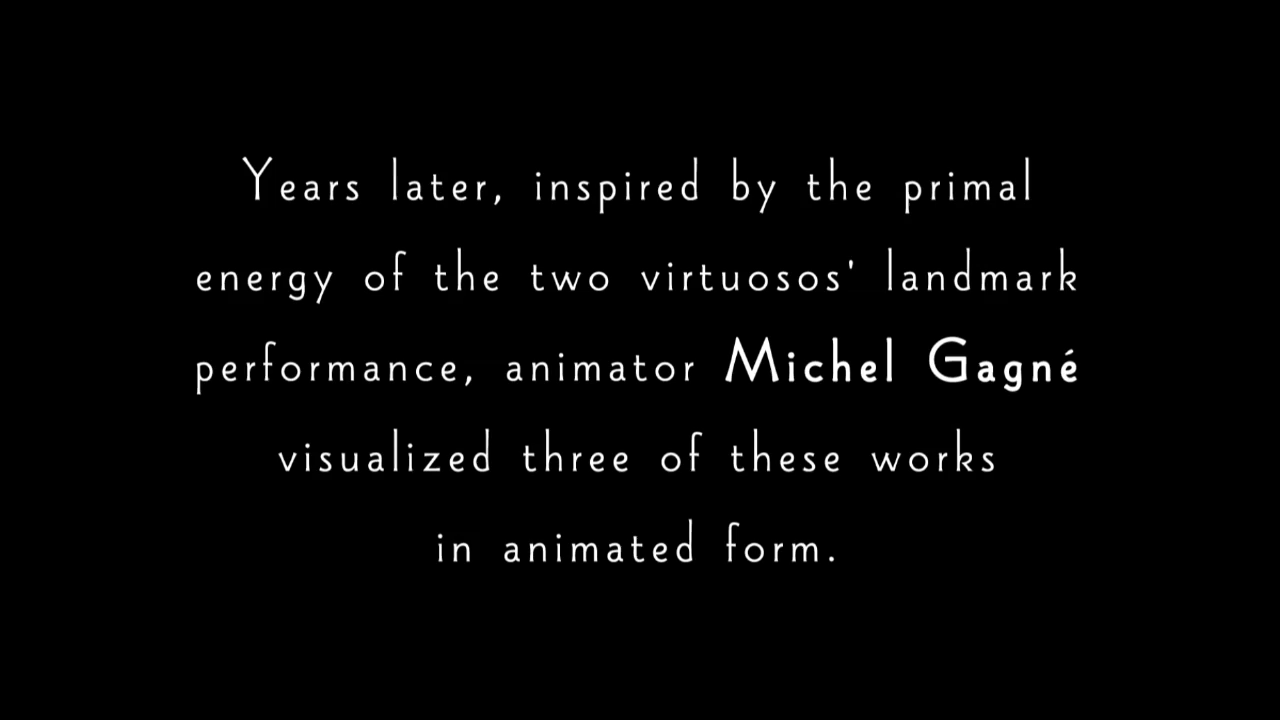 Years later, inspired by the primal
energy of the two virtuosos' landmark
performance, animator Michel Gagné
visualized three of these works
in animated form.